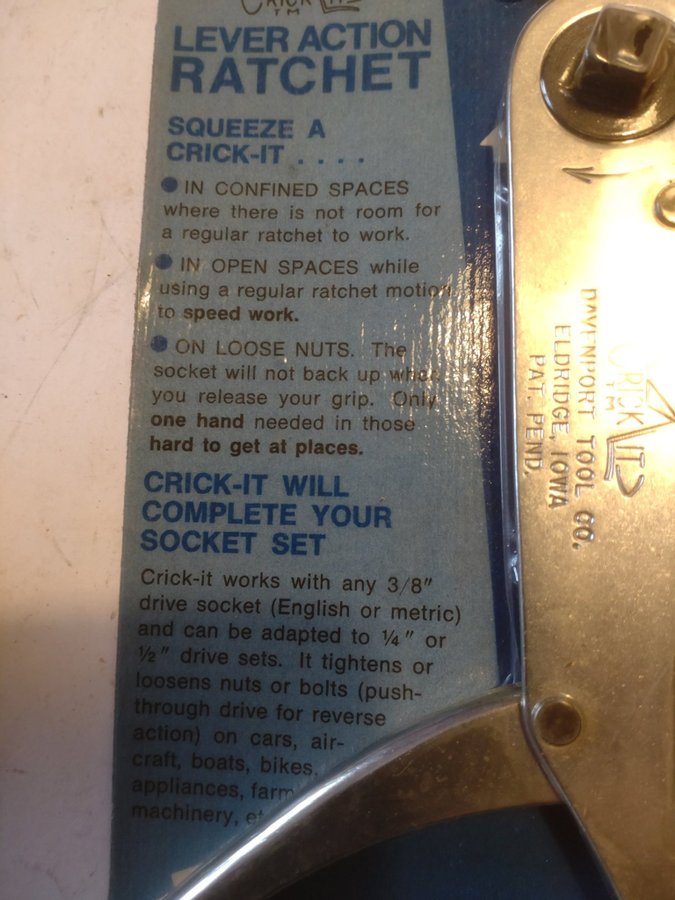 CRICK ITS
TM
LEVER ACTION
RATCHET
SQUEEZE A
CRICK-IT . . . .
● IN CONFINED SPACES
where there is not room for
a regular ratchet to work.
● IN OPEN SPACES while
using a regular ratchet motion
to speed work.
● ON LOOSE NUTS. The
socket will not back up when
you release your grip. Only
one hand needed in those
hard to get at places.
CRICK-IT WILL
COMPLETE YOUR
SOCKET SET
Crick-it works with any 3/8"
drive socket (English or metric)
and can be adapted to ¼" or
½" drive sets. It tightens or
loosens nuts or bolts (push-
through drive for reverse
action) on cars, air-
craft, boats, bikes,
appliances, farm
machinery,
CRICK ITS
TM
DAVENPORT TOOL CO.
ELDRIDGE, IOWA
PAT. PEND.